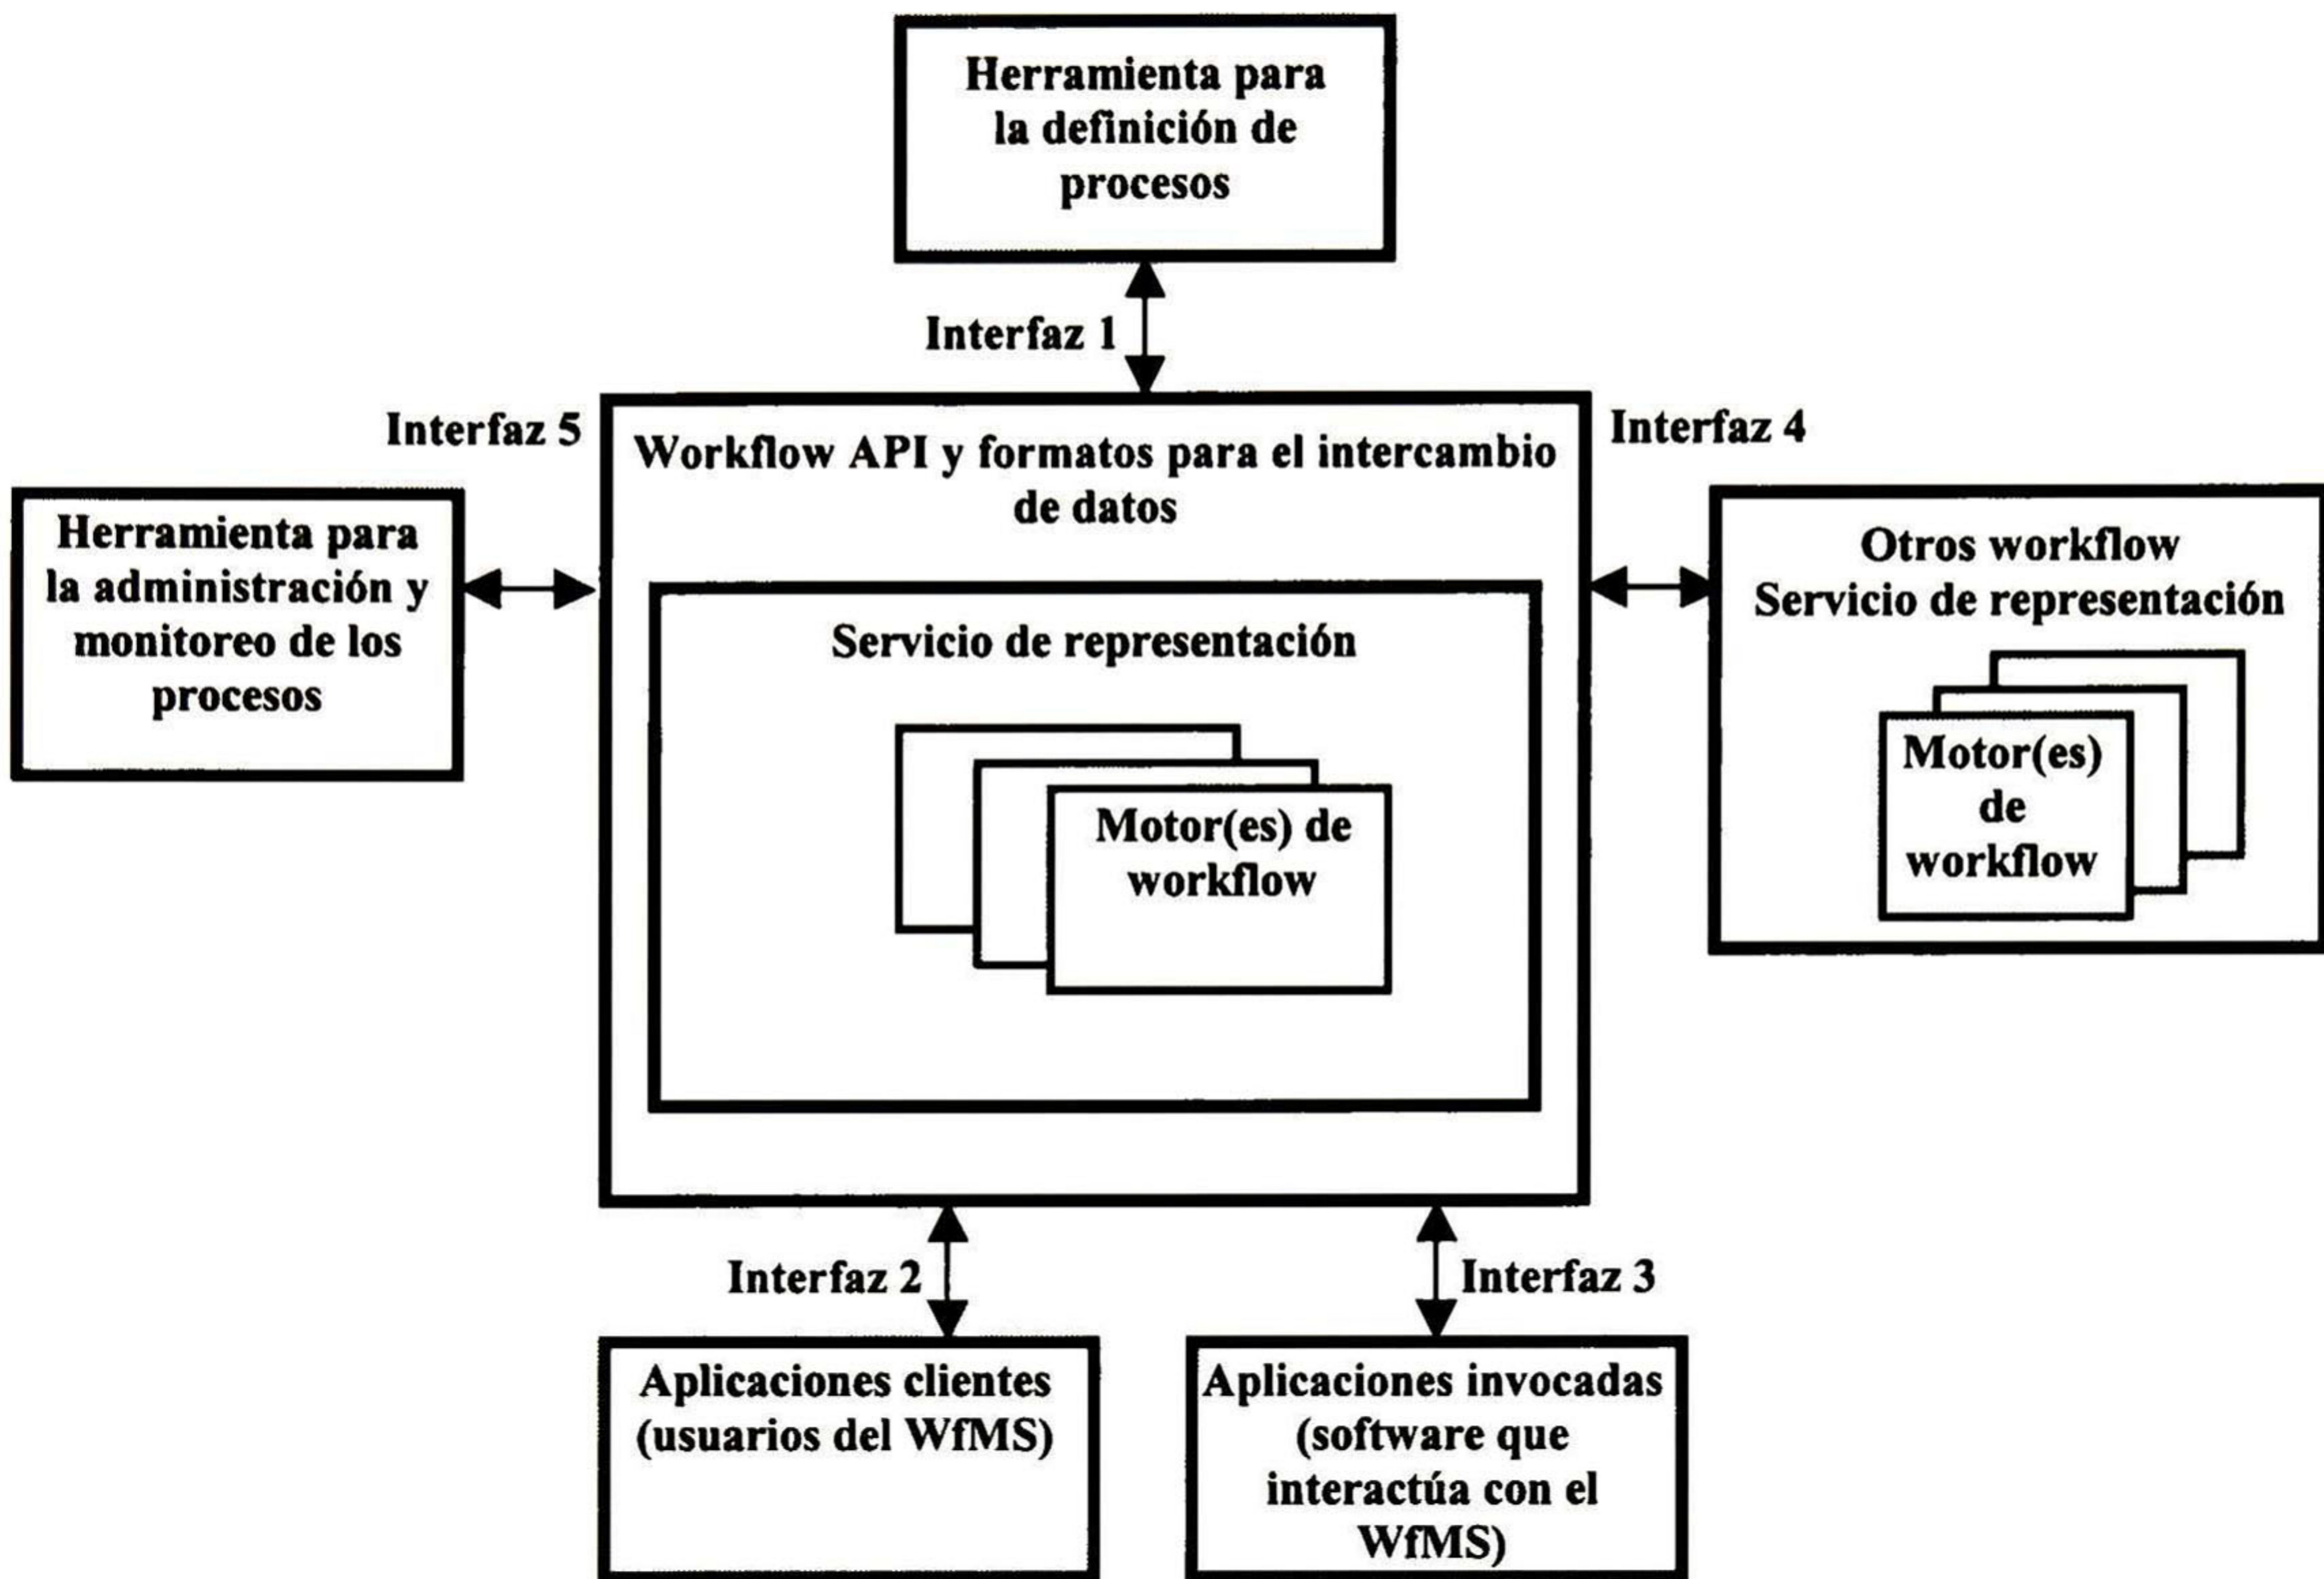 Herramienta para
la definición de
procesos
Interfaz 1
Interfaz 5
Interfaz 4
Workflow API y formatos para el intercambio
de datos
Herramienta para
la administración y
monitoreo de los
procesos
Servicio de representación
Motor(es) de
workflow
Otros workflow
Servicio de representación
Motor(es)
de
workflow
Interfaz 2
Interfaz 3
Aplicaciones clientes
(usuarios del WfMS)
Aplicaciones invocadas
(software que
interactúa con el
WfMS)